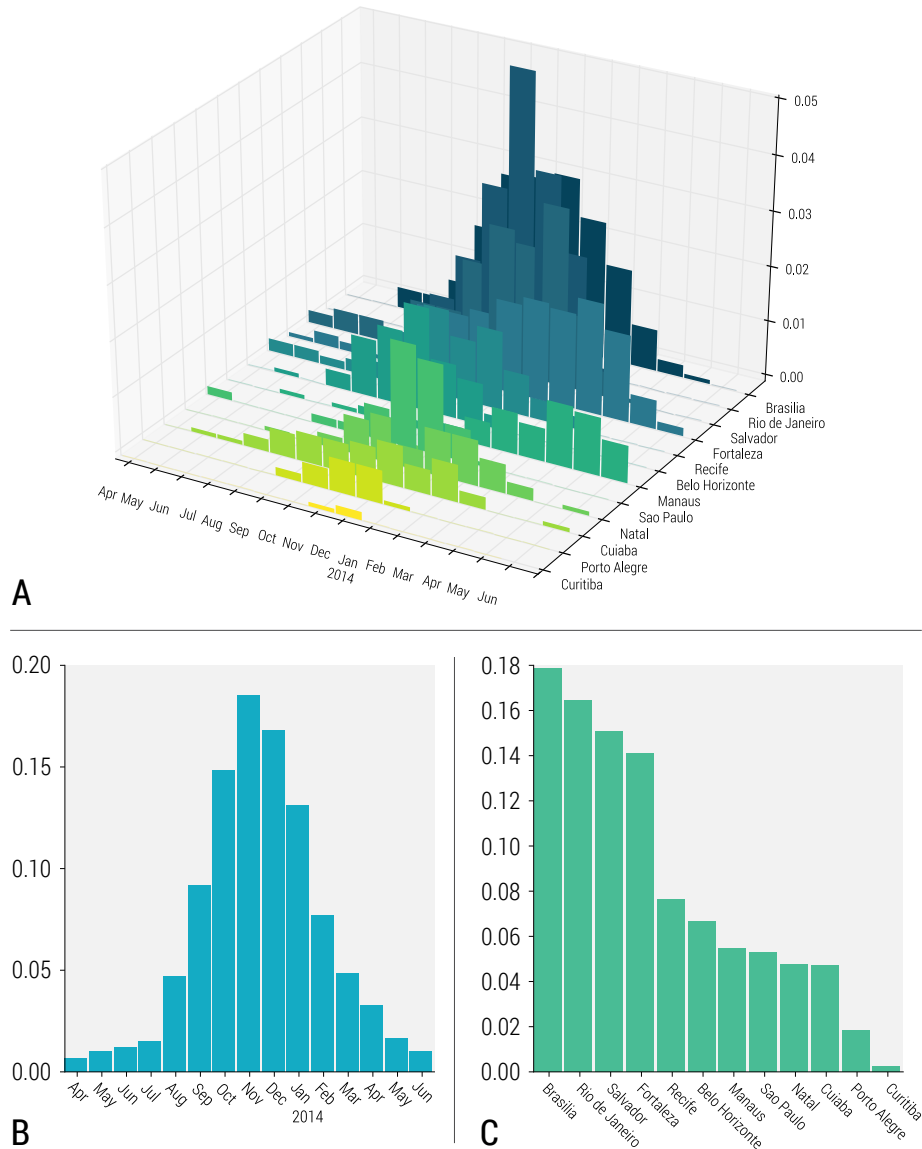 0.05
0.04
0.03
0.02
0.01
0.00
Brasilia
Rio de Janeiro
Salvador
Fortaleza
Recife
Belo Horizonte
Manaus
Sao Paulo
Natal
Cuiaba
Porto Alegre
Curitiba
Apr May Jun Jul Aug Sep Oct Nov Dec Jan Feb Mar Apr May Jun
2014
A
0.20
0.15
0.10
0.05
0.00
Apr May Jun Jul Aug Sep Oct Nov Dec Jan Feb Mar Apr May Jun
2014
B
0.18
0.16
0.14
0.12
0.10
0.08
0.06
0.04
0.02
0.00
Brasilia
Rio de Janeiro
Salvador
Fortaleza
Recife
Belo Horizonte
Manaus
Sao Paulo
Natal
Cuiaba
Porto Alegre
Curitiba
C